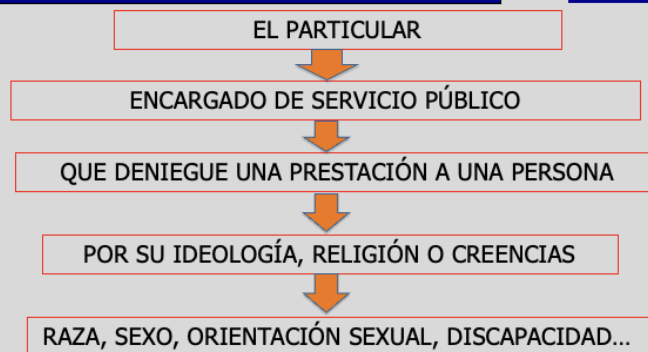 EL PARTICULAR
ENCARGADO DE SERVICIO PÚBLICO
QUE DENIEGUE UNA PRESTACIÓN A UNA PERSONA
POR SU IDEOLOGÍA, RELIGIÓN O CREENCIAS
RAZA, SEXO, ORIENTACIÓN SEXUAL, DISCAPACIDAD...